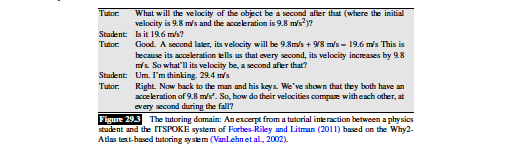 Tutor: What will the velocity of the object be a second after that (where the initial
velocity is 9.8 m/s and the acceleration is 9.8 m/s²)?
Student: Is it 19.6 m/s?
Tutor: Good. A second later, its velocity will be 9.8m/s + 9/8 m/s = 19.6 m/s This is
because its acceleration tells us that every second, its velocity increases by 9.8
m/s. So what'll its velocity be, a second after that?
Student: Um. I'm thinking. 29.4 m/s
Tutor: Right. Now back to the man and his keys. We've shown that they both have an
acceleration of 9.8 m/s². So, how do their velocities compare with each other, at
every second during the fall?
Figure 29.3 The tutoring domain: An excerpt from a tutorial interaction between a physics
student and the ITSPOKE system of Forbes-Riley and Litman (2011) based on the Why2-
Atlas text-based tutoring system (VanLehn et al., 2002).